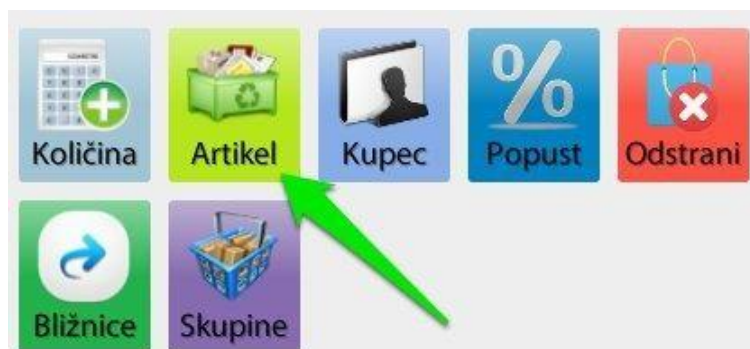 Količina
Artikel
Kupec
Popust
Odstrani
Bližnice
Skupine